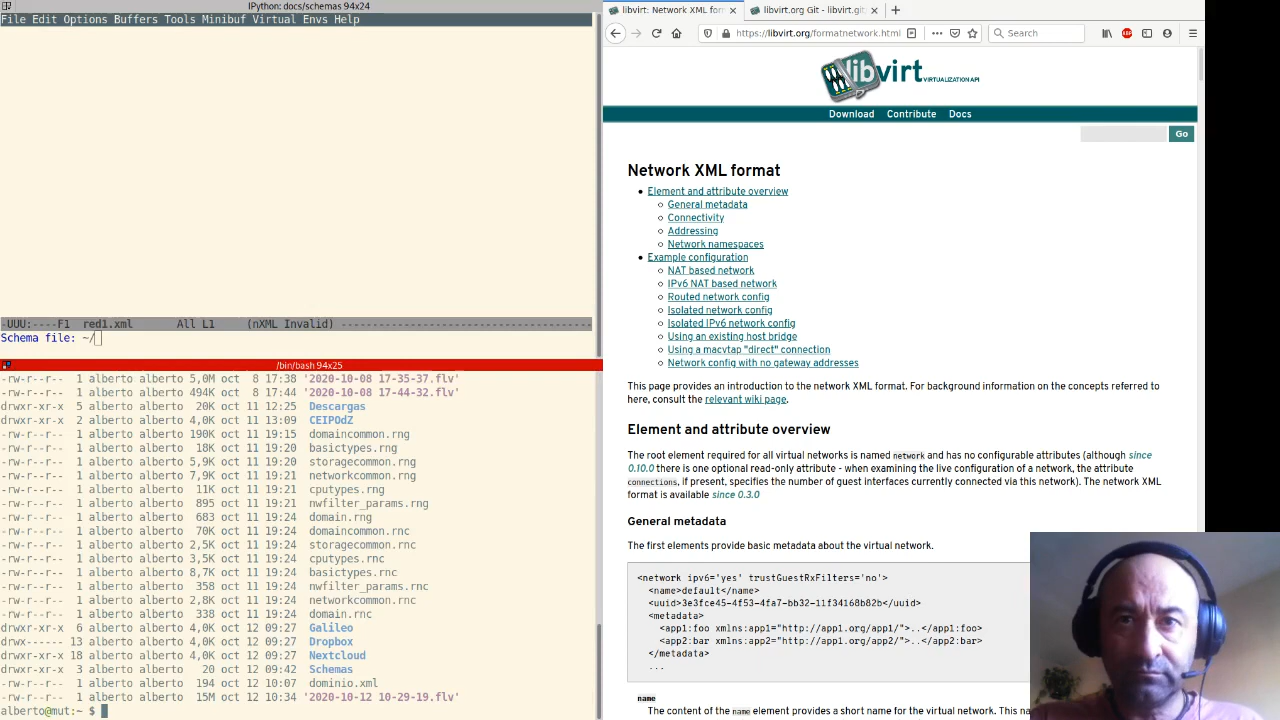 IPython: docs/schemas 94x24
File Edit Options Buffers Tools Minibuf Virtual Envs Help
-UUU:----F1  red1.xml      All L1     (nXML Invalid) --------------------------------------
Schema file: ~/
/bin/bash 94x25
-rw-r--r--  1 alberto alberto 5,0M oct  8 17:38 '2020-10-08 17-35-37.flv'
-rw-r--r--  1 alberto alberto 494K oct  8 17:44 '2020-10-08 17-44-32.flv'
drwxr-xr-x  5 alberto alberto  20K oct 11 12:25  Descargas
drwxr-xr-x  2 alberto alberto 4,0K oct 11 13:09  CEIPOdZ
-rw-r--r--  1 alberto alberto 190K oct 11 19:15  domaincommon.rng
-rw-r--r--  1 alberto alberto  18K oct 11 19:20  basictypes.rng
-rw-r--r--  1 alberto alberto 5,9K oct 11 19:20  storagecommon.rng
-rw-r--r--  1 alberto alberto 7,9K oct 11 19:21  networkcommon.rng
-rw-r--r--  1 alberto alberto  11K oct 11 19:21  cputypes.rng
-rw-r--r--  1 alberto alberto  895 oct 11 19:21  nwfilter_params.rng
-rw-r--r--  1 alberto alberto  683 oct 11 19:24  domain.rng
-rw-r--r--  1 alberto alberto  70K oct 11 19:24  domaincommon.rnc
-rw-r--r--  1 alberto alberto 2,5K oct 11 19:24  storagecommon.rnc
-rw-r--r--  1 alberto alberto 3,5K oct 11 19:24  cputypes.rnc
-rw-r--r--  1 alberto alberto 8,7K oct 11 19:24  basictypes.rnc
-rw-r--r--  1 alberto alberto  358 oct 11 19:24  nwfilter_params.rnc
-rw-r--r--  1 alberto alberto 2,8K oct 11 19:24  networkcommon.rnc
-rw-r--r--  1 alberto alberto  338 oct 11 19:24  domain.rnc
drwxr-xr-x  6 alberto alberto 4,0K oct 12 09:27  Galileo
drwx------ 13 alberto alberto 4,0K oct 12 09:27  Dropbox
drwxr-xr-x 18 alberto alberto 4,0K oct 12 09:27  Nextcloud
drwxr-xr-x  3 alberto alberto   20 oct 12 09:42  Schemas
-rw-r--r--  1 alberto alberto  194 oct 12 10:07  dominio.xml
-rw-r--r--  1 alberto alberto  15M oct 12 10:34 '2020-10-12 10-29-19.flv'
alberto@mut:~ $
libvirt: Network XML for
libvirt.org Git - libvirt.git
https://libvirt.org/formatnetwork.html
Search
ABP
libvirt VIRTUALIZATION API
Download Contribute Docs
Go
Network XML format
• Element and attribute overview
General metadata
Connectivity
Addressing
Network namespaces
• Example configuration
NAT based network
IPv6 NAT based network
Routed network config
Isolated network config
Isolated IPv6 network config
Using an existing host bridge
Using a macvtap "direct" connection
Network config with no gateway addresses
This page provides an introduction to the network XML format. For background information on the concepts referred to
here, consult the relevant wiki page.
Element and attribute overview
The root element required for all virtual networks is named network and has no configurable attributes (although since
0.10.0 there is one optional read-only attribute - when examining the live configuration of a network, the attribute
connections, if present, specifies the number of guest interfaces currently connected via this network). The network XML
format is available since 0.3.0
General metadata
The first elements provide basic metadata about the virtual network.
<network ipv6='yes' trustGuestRxFilters='no'>
<name>default</name>
<uuid>3e3fce45-4f53-4fa7-bb32-11f34168b82b</uuid>
<metadata>
<app1:foo xmlns:app1="http://app1.org/app1/">..</app1:foo>
<app2:bar xmlns:app2="http://app1.org/app2/">..</app2:bar>
</metadata>
...
name
The content of the name element provides a short name for the virtual network. This na